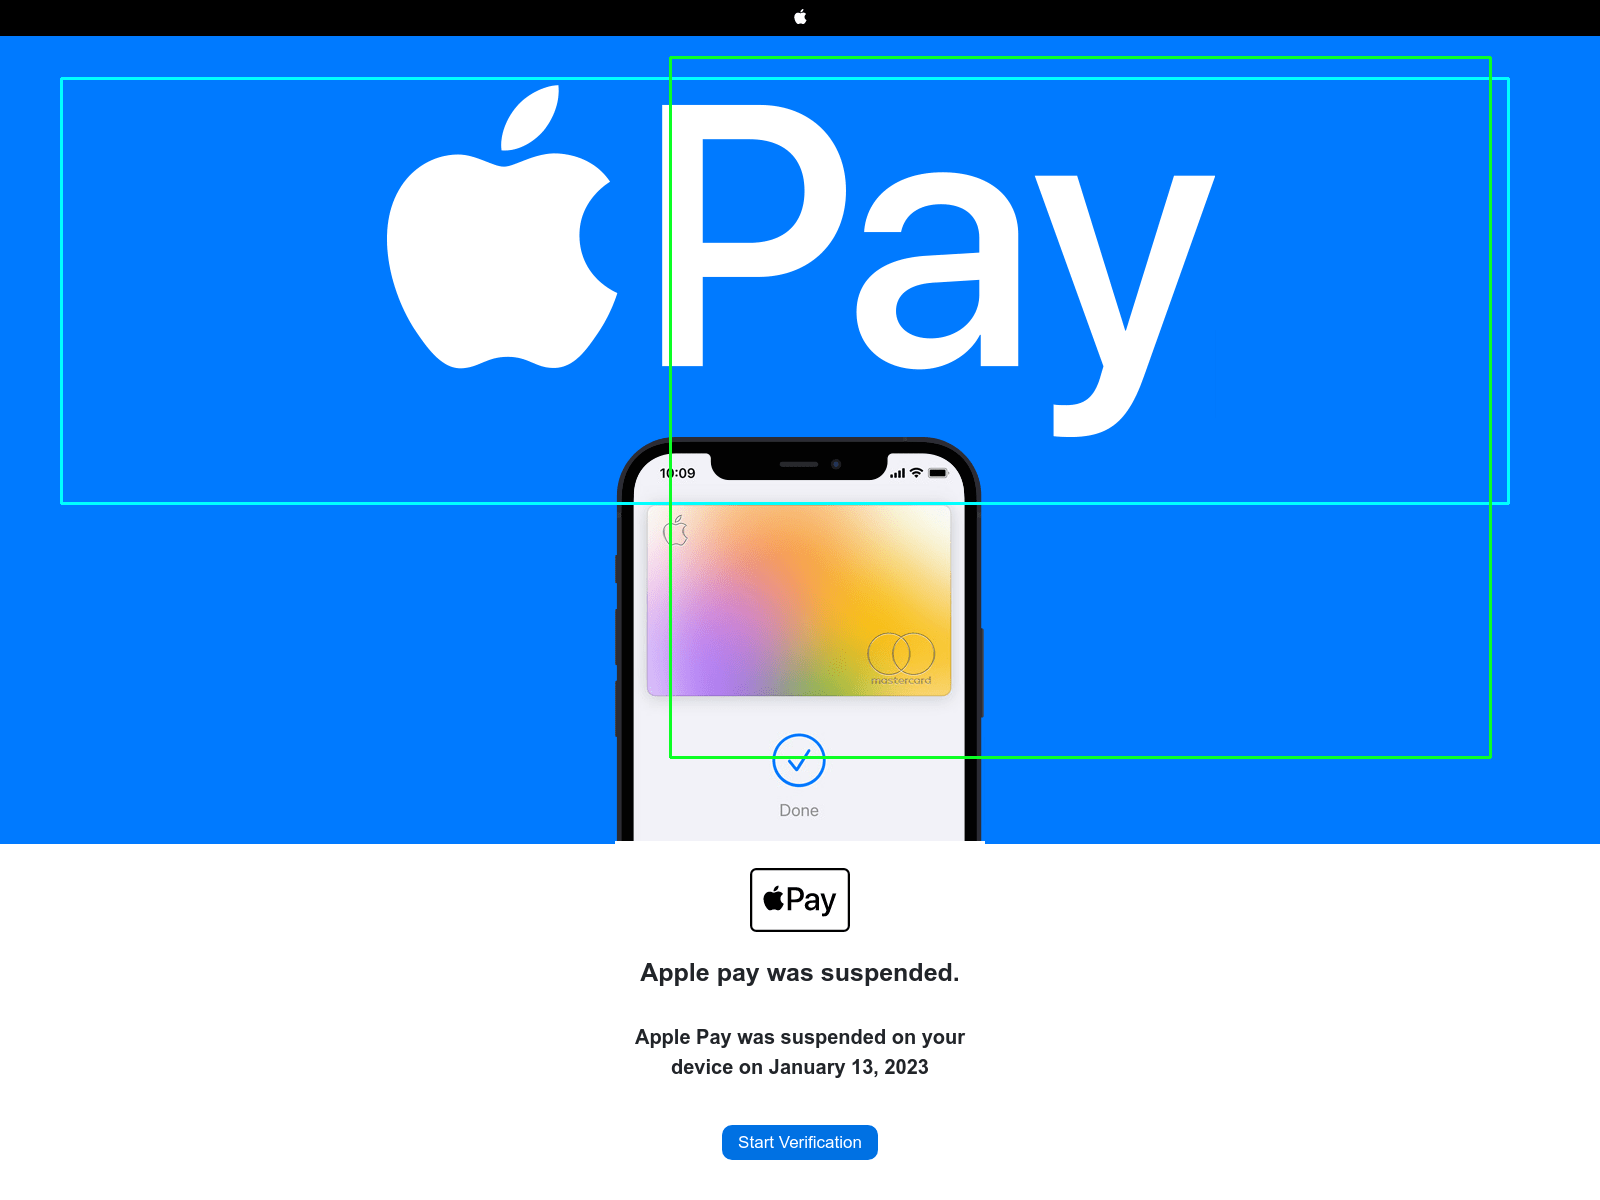 Pay
10:09
mastercard
Done
Pay
Apple pay was suspended.
Apple Pay was suspended on your
device on January 13, 2023
Start Verification